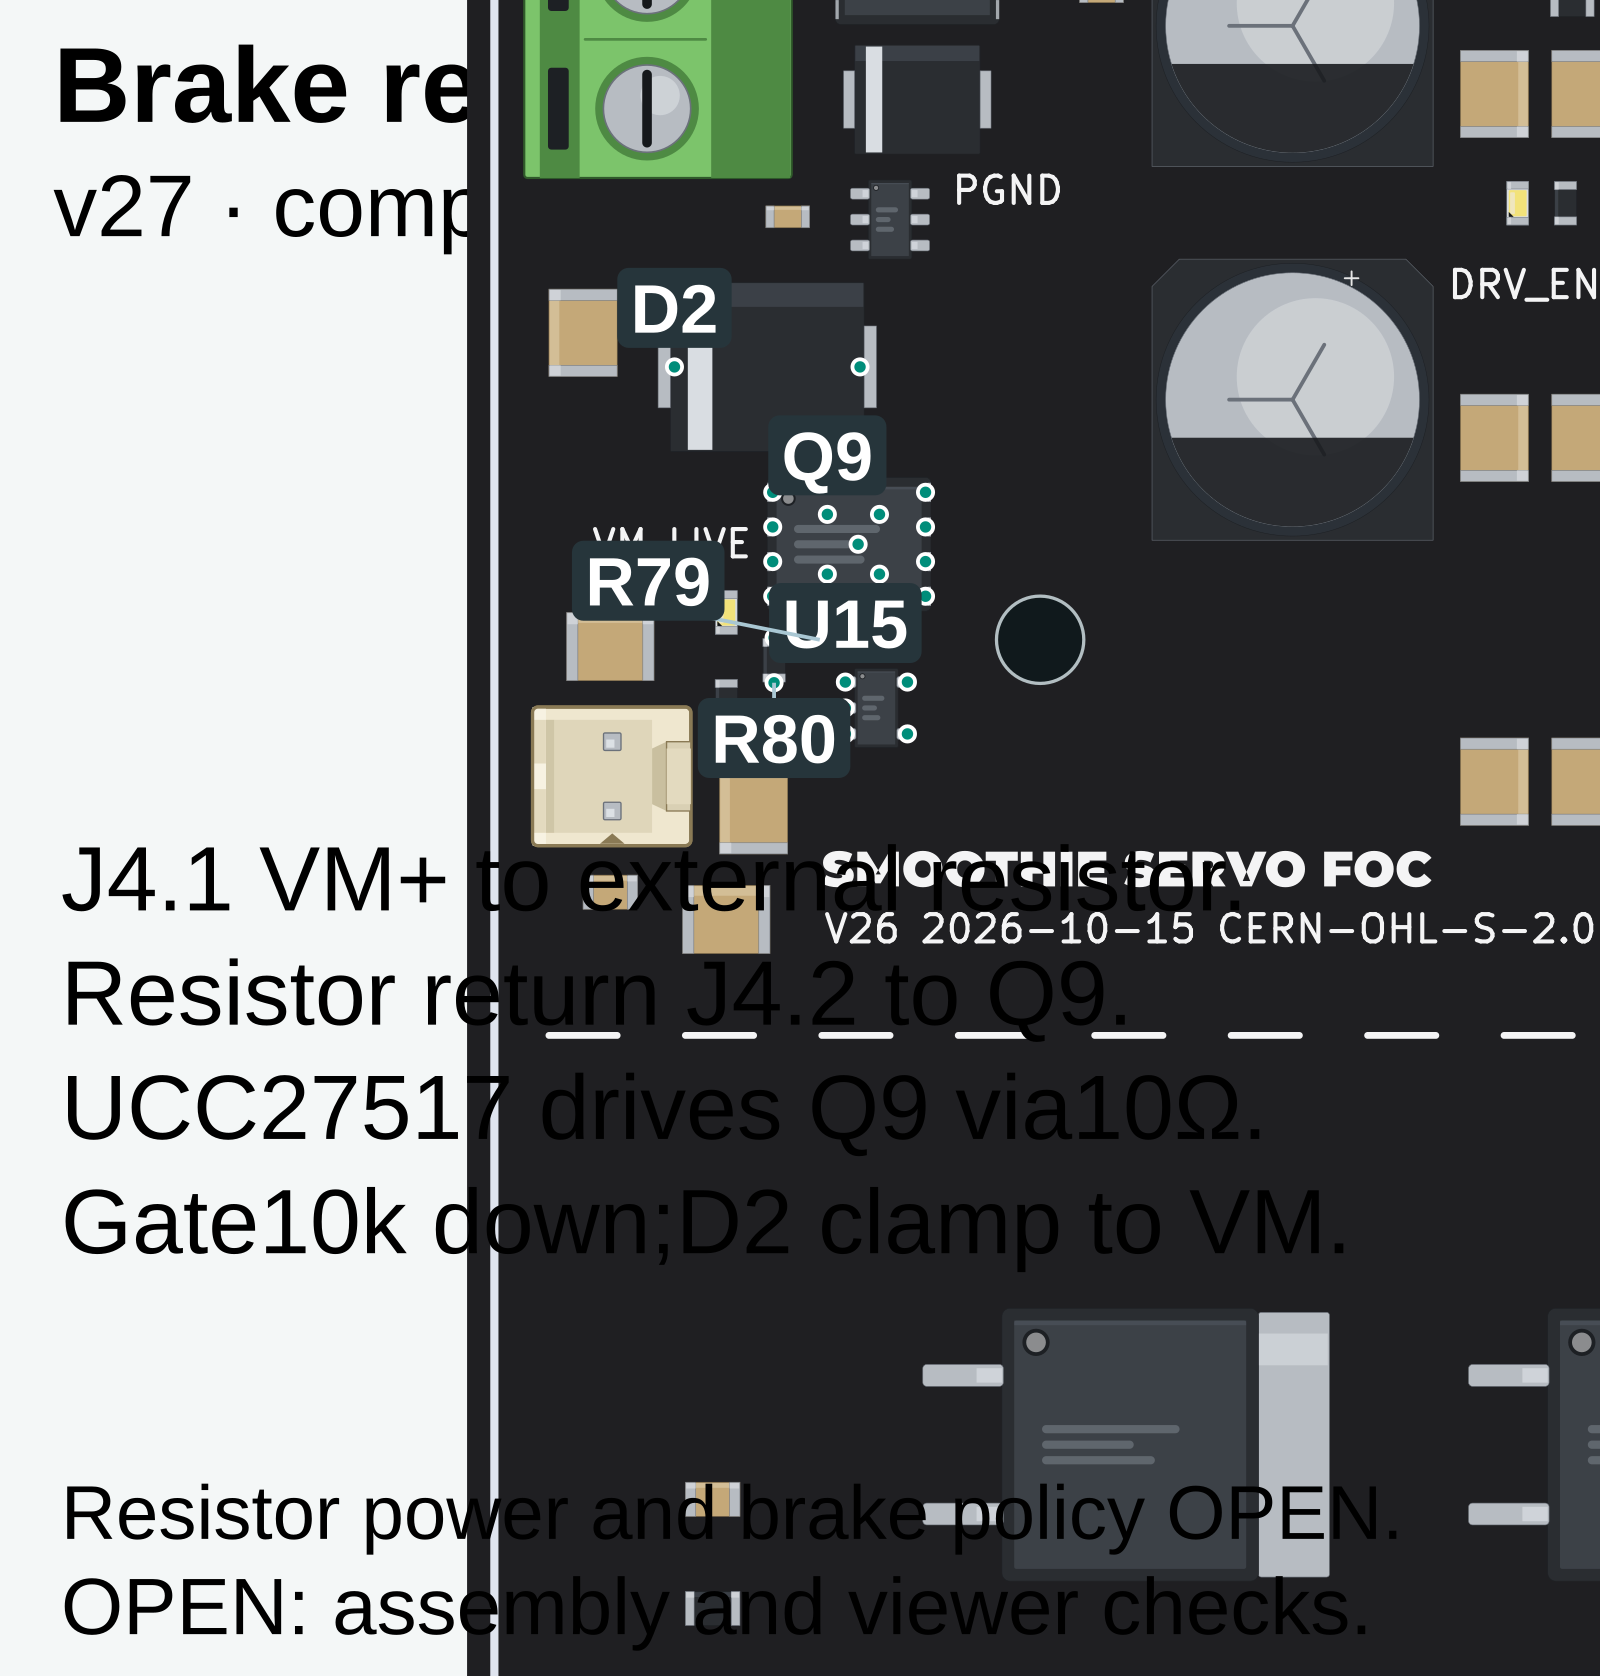 Brake re
v27 · comp
PGND
D2
DRV_EN
Q9
VM_LIVE
R79
U15
R80
J4.1 VM+ to external resistor.
SMOOTHIE SERVO FOC
V26 2026-10-15 CERN-OHL-S-2.0
Resistor return J4.2 to Q9.
UCC27517 drives Q9 via10Ω.
Gate10k down;D2 clamp to VM.
Resistor power and brake policy OPEN.
OPEN: assembly and viewer checks.